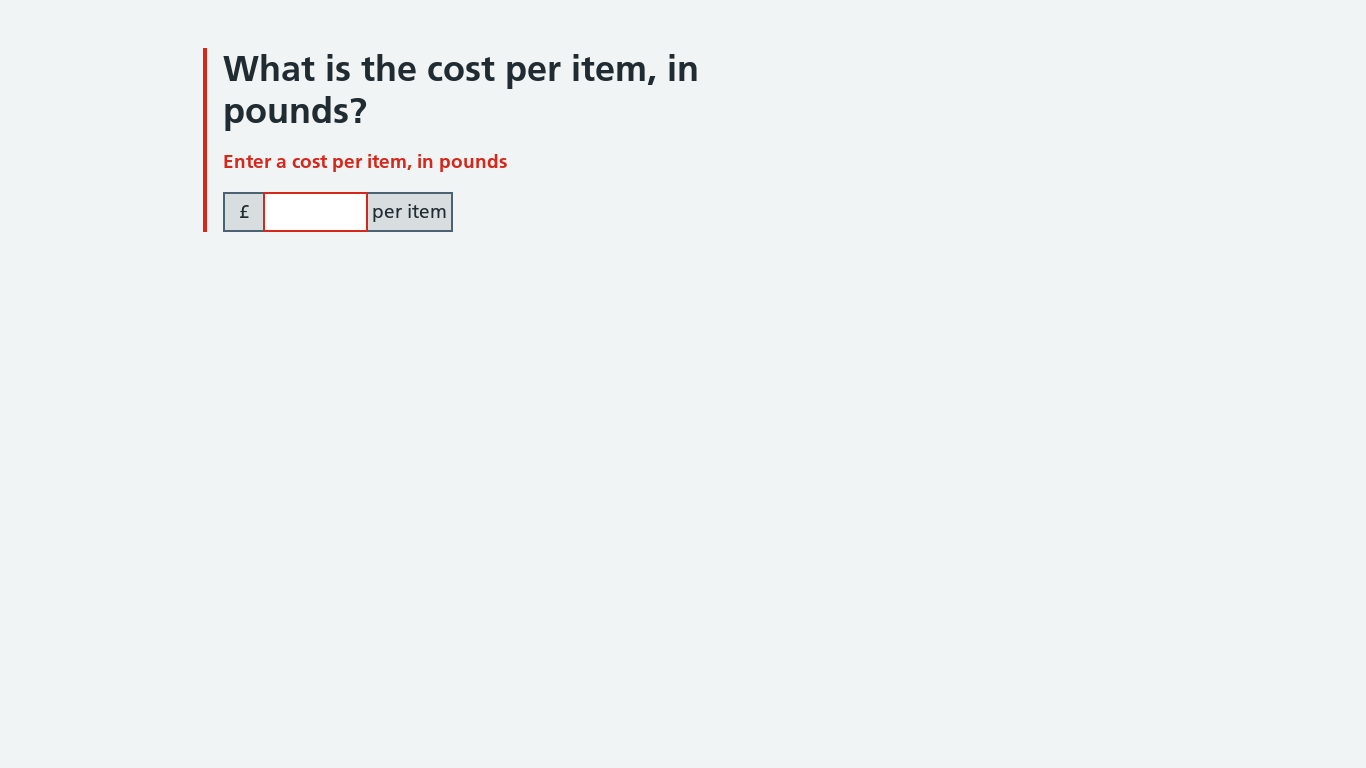 What is the cost per item, in
pounds?
Enter a cost per item, in pounds
£ per item